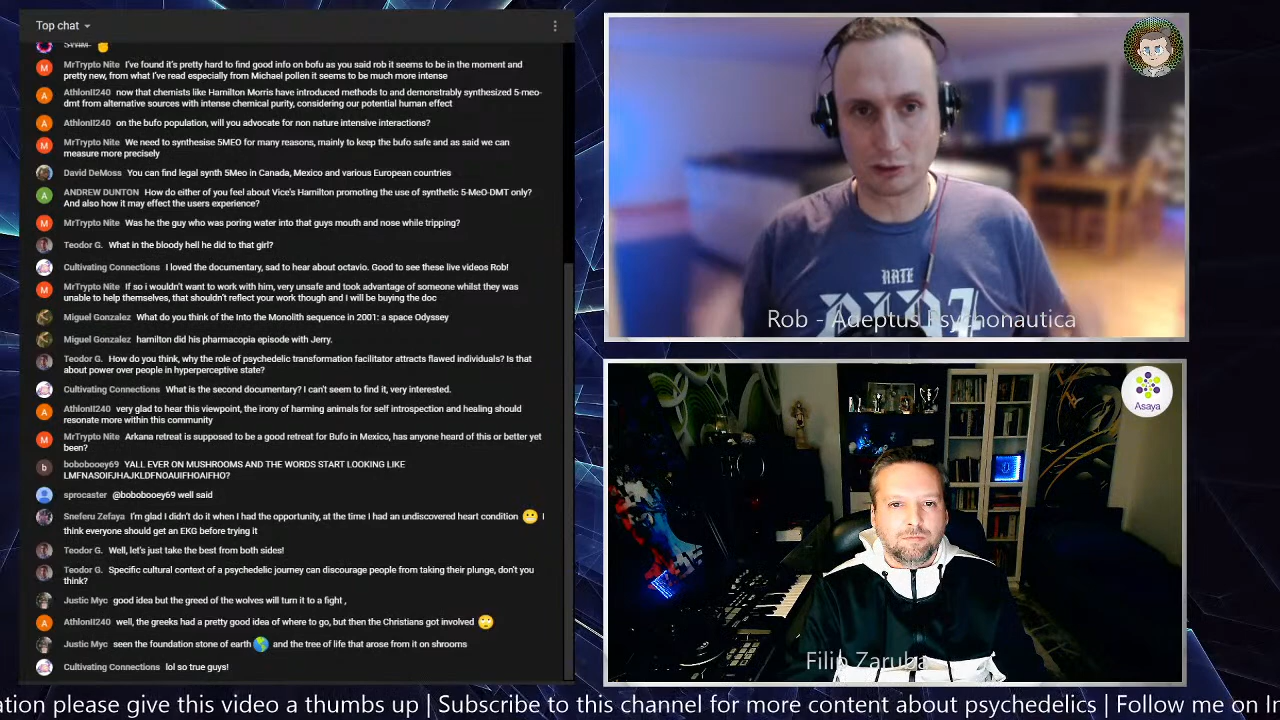 Top chat
MrTrypto Nite I've found it's pretty hard to find good info on bofu as you said rob it seems to be in the moment and
pretty new, from what I've read especially from Michael pollen it seems to be much more intense
AthlonII240 now that chemists like Hamilton Morris have introduced methods to and demonstrably synthesized 5-meo-
dmt from alternative sources with intense chemical purity, considering our potential human effect
AthlonII240 on the bufo population, will you advocate for non nature intensive interactions?
MrTrypto Nite We need to synthesise 5MEO for many reasons, mainly to keep the bufo safe and as said we can
measure more precisely
David DeMoss You can find legal synth 5Meo in Canada, Mexico and various European countries
ANDREW DUNTON How do either of you feel about Vice's Hamilton promoting the use of synthetic 5-MeO-DMT only?
And also how it may effect the users experience?
MrTrypto Nite Was he the guy who was poring water into that guys mouth and nose while tripping?
Teodor G. What in the bloody hell he did to that girl?
Cultivating Connections I loved the documentary, sad to hear about octavio. Good to see these live videos Rob!
MrTrypto Nite If so i wouldn't want to work with him, very unsafe and took advantage of someone whilst they was
unable to help themselves, that shouldn't reflect your work though and I will be buying the doc
Miguel Gonzalez What do you think of the Into the Monolith sequence in 2001: a space Odyssey
Miguel Gonzalez hamilton did his pharmacopia episode with Jerry.
Teodor G. How do you think, why the role of psychedelic transformation facilitator attracts flawed individuals? Is that
about power over people in hyperperceptive state?
Cultivating Connections What is the second documentary? I can't seem to find it, very interested.
AthlonII240 very glad to hear this viewpoint, the irony of harming animals for self introspection and healing should
resonate more within this community
MrTrypto Nite Arkana retreat is supposed to be a good retreat for Bufo in Mexico, has anyone heard of this or better yet
been?
bobobooey69 YALL EVER ON MUSHROOMS AND THE WORDS START LOOKING LIKE
LMFNASOIFJHAJKLDFNOAUIFHOAIFHO?
sprocaster @bobobooey69 well said
Sneferu Zefaya I'm glad I didn't do it when I had the opportunity, at the time I had an undiscovered heart condition 😬 I
think everyone should get an EKG before trying it
Teodor G. Well, let's just take the best from both sides!
Teodor G. Specific cultural context of a psychedelic journey can discourage people from taking their plunge, don't you
think?
Justic Myc good idea but the greed of the wolves will turn it to a fight ,
AthlonII240 well, the greeks had a pretty good idea of where to go, but then the Christians got involved 🙄
Justic Myc seen the foundation stone of earth 🌎 and the tree of life that arose from it on shrooms
Cultivating Connections lol so true guys!
Rob - Adeptus Psychonautica
Asaya
Filip Zaruba
ation please give this video a thumbs up | Subscribe to this channel for more content about psychedelics | Follow me on In